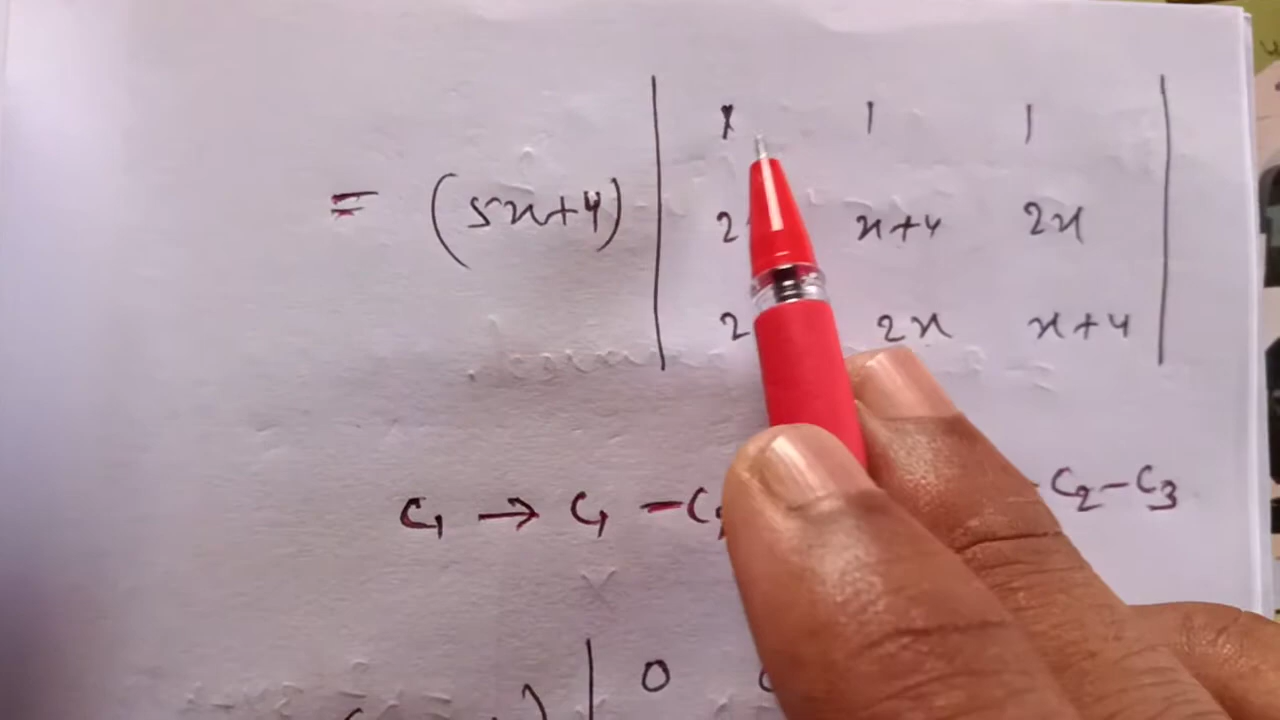 1 1 1
= (5x+4) 2 x+4 2x
2 2x x+4
C₁ → C₁ - C C₂-C₃
0